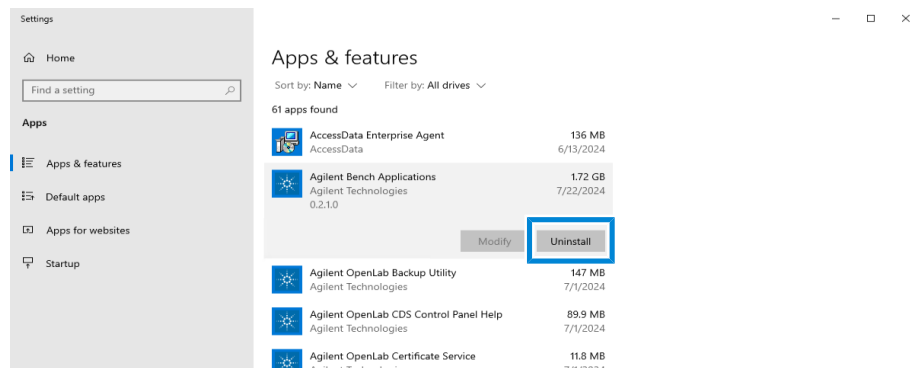 Settings
Home
Find a setting
Apps
Apps & features
Default apps
Apps for websites
Startup
Apps & features
Sort by: Name Filter by: All drives
61 apps found
AccessData Enterprise Agent 136 MB
AccessData 6/13/2024
Agilent Bench Applications 1.72 GB
Agilent Technologies 7/22/2024
0.2.1.0
Modify Uninstall
Agilent OpenLab Backup Utility 147 MB
Agilent Technologies 7/1/2024
Agilent OpenLab CDS Control Panel Help 89.9 MB
Agilent Technologies 7/1/2024
Agilent OpenLab Certificate Service 11.8 MB